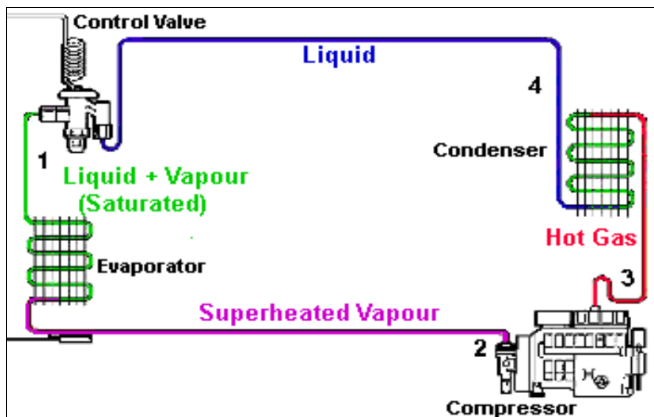 Control Valve
Liquid
4
Condenser
1
Liquid + Vapour
(Saturated)
Hot Gas
Evaporator
3
Superheated Vapour
2
Compressor